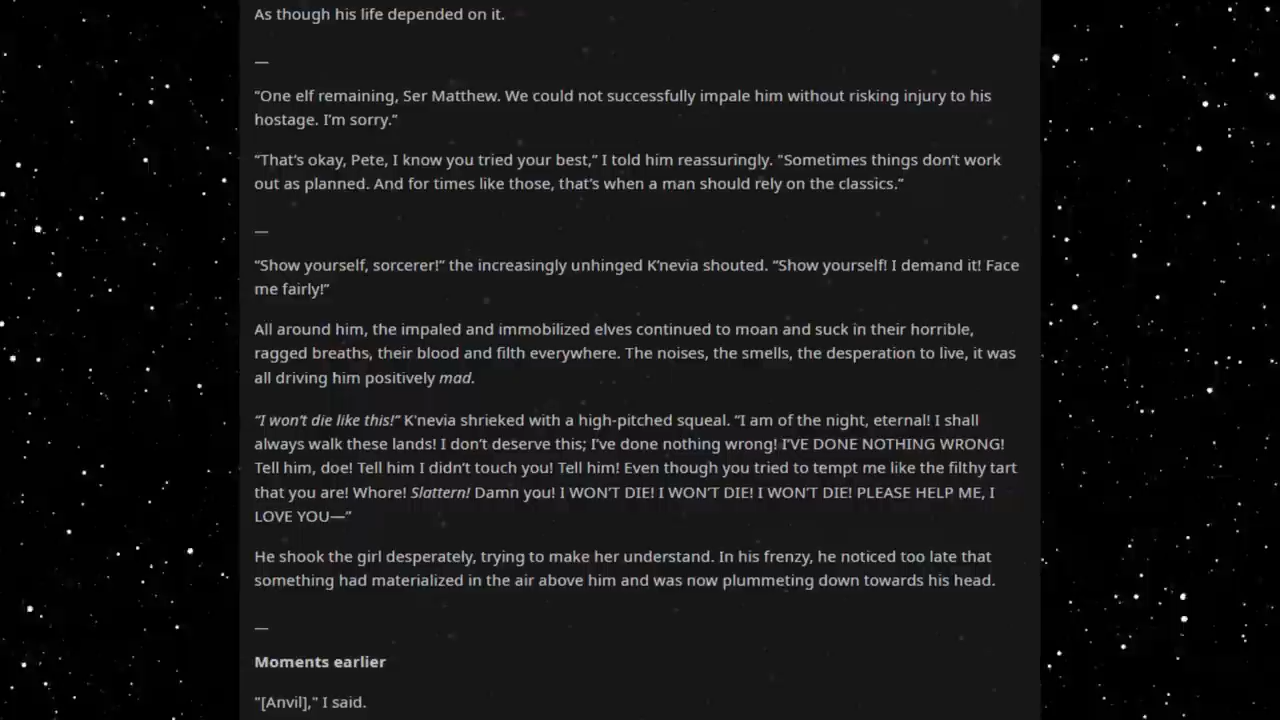 As though his life depended on it.
—
“One elf remaining, Ser Matthew. We could not successfully impale him without risking injury to his
hostage. I’m sorry.”
“That’s okay, Pete, I know you tried your best,” I told him reassuringly. “Sometimes things don’t work
out as planned. And for times like those, that’s when a man should rely on the classics.”
—
“Show yourself, sorcerer!” the increasingly unhinged K’nevia shouted. “Show yourself! I demand it! Face
me fairly!”
All around him, the impaled and immobilized elves continued to moan and suck in their horrible,
ragged breaths, their blood and filth everywhere. The noises, the smells, the desperation to live, it was
all driving him positively mad.
“I won’t die like this!” K’nevia shrieked with a high-pitched squeal. “I am of the night, eternal! I shall
always walk these lands! I don’t deserve this; I’ve done nothing wrong! I’VE DONE NOTHING WRONG!
Tell him, doe! Tell him I didn’t touch you! Tell him! Even though you tried to tempt me like the filthy tart
that you are! Whore! Slattern! Damn you! I WON’T DIE! I WON’T DIE! I WON’T DIE! PLEASE HELP ME, I
LOVE YOU—”
He shook the girl desperately, trying to make her understand. In his frenzy, he noticed too late that
something had materialized in the air above him and was now plummeting down towards his head.
—
Moments earlier
“[Anvil],” I said.